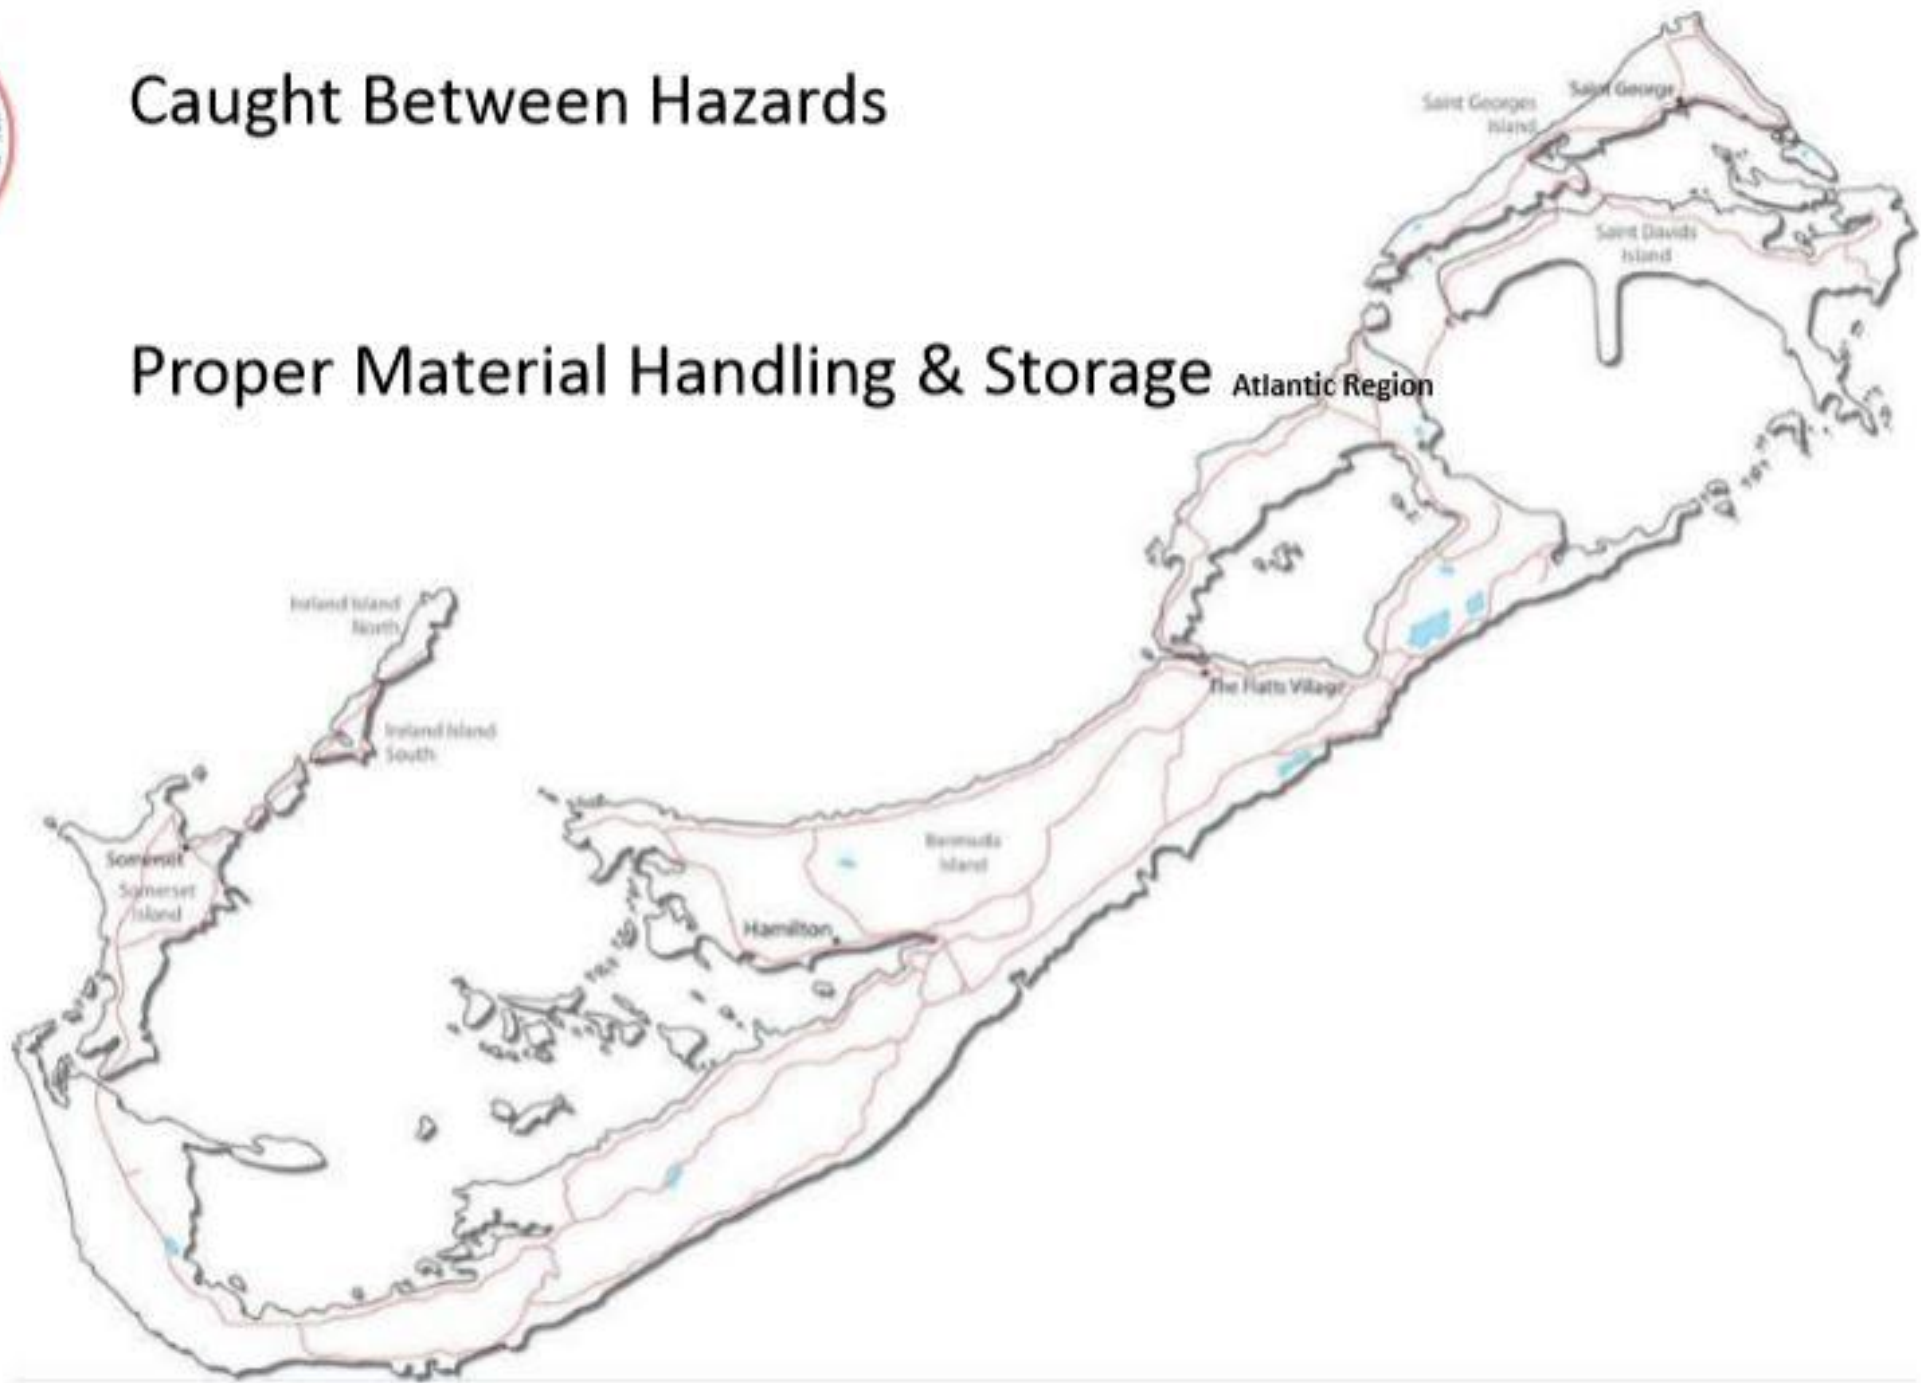 Caught Between Hazards
Saint George
Saint Georges
Island
Saint Davids
Island
Proper Material Handling & Storage
Atlantic Region
Ireland Island
North
The Flatts Village
Ireland Island
South
Bermuda
Island
Somerset
Somerset
Island
Hamilton